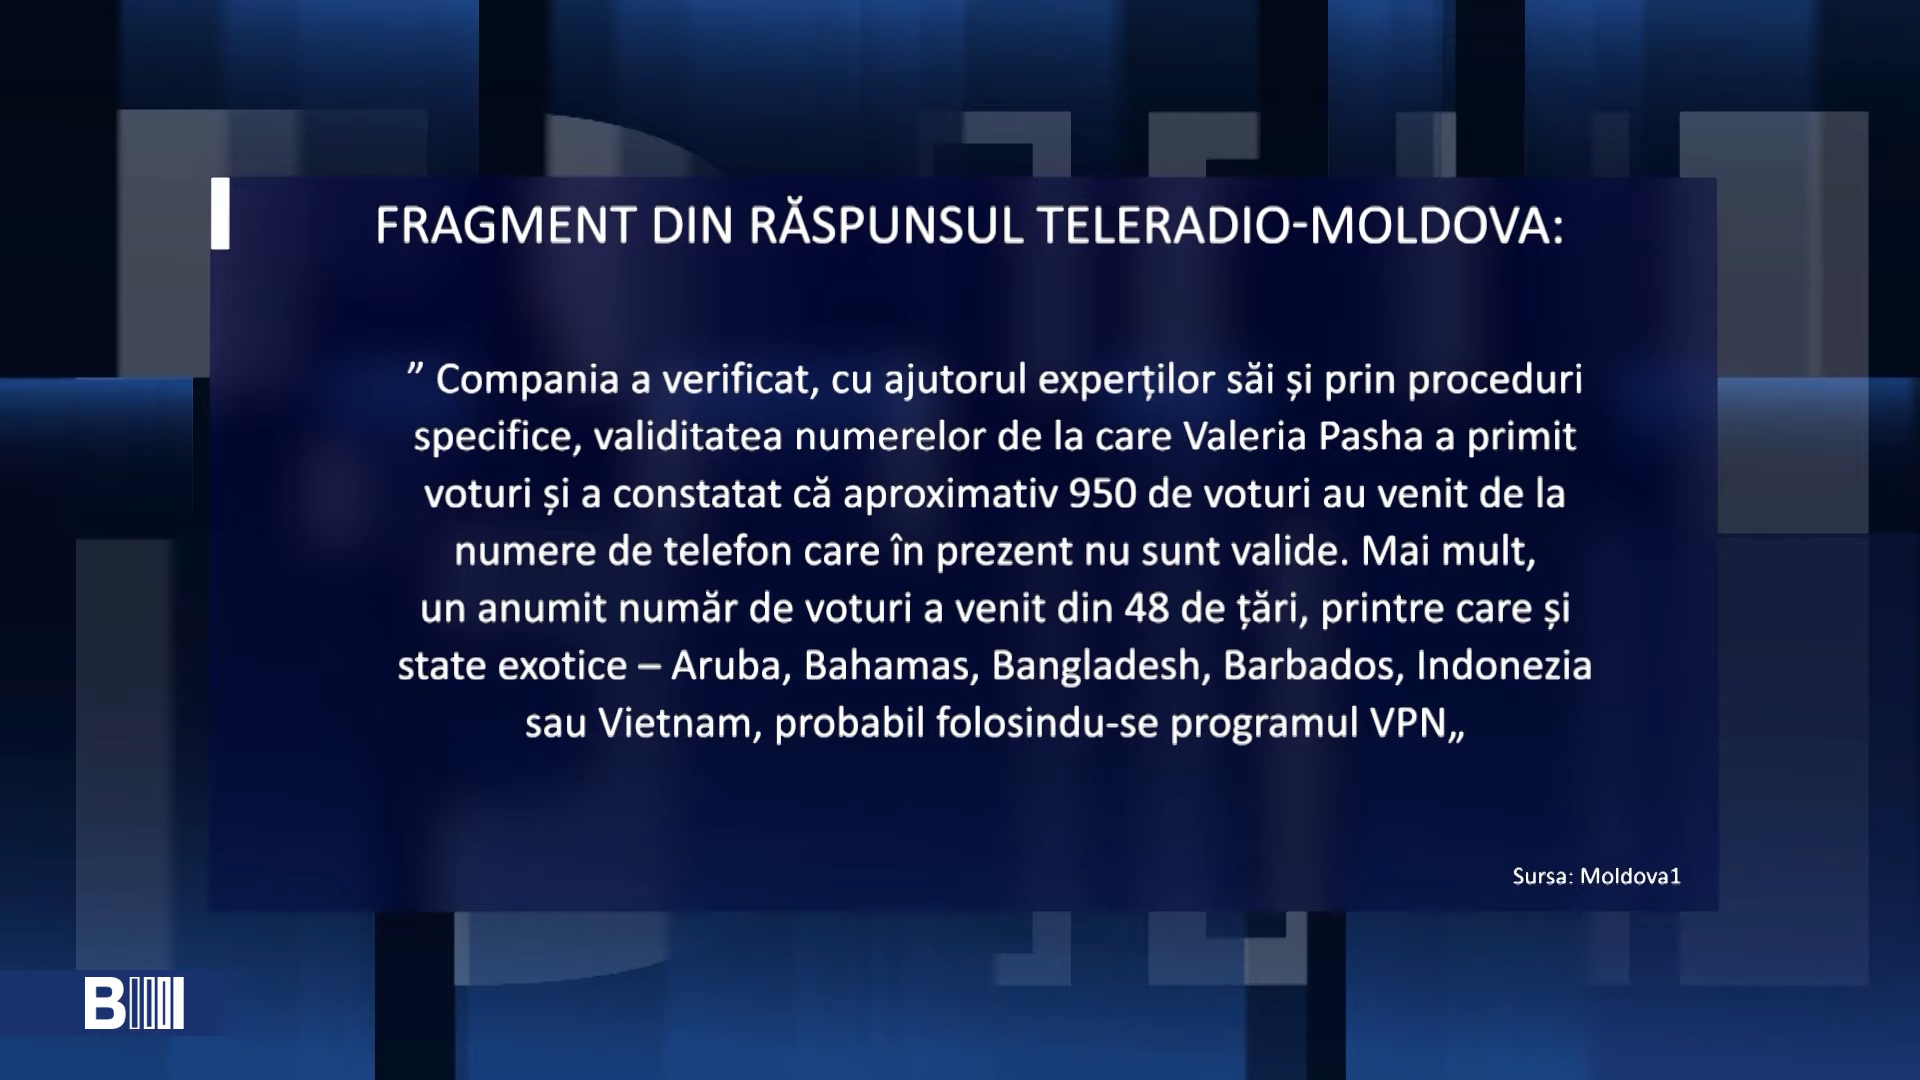 FRAGMENT DIN RĂSPUNSUL TELERADIO-MOLDOVA:
” Compania a verificat, cu ajutorul experților săi și prin proceduri
specifice, validitatea numerelor de la care Valeria Pasha a primit
voturi și a constatat că aproximativ 950 de voturi au venit de la
numere de telefon care în prezent nu sunt valide. Mai mult,
un anumit număr de voturi a venit din 48 de țări, printre care și
state exotice – Aruba, Bahamas, Bangladesh, Barbados, Indonezia
sau Vietnam, probabil folosindu-se programul VPN„
Sursa: Moldova1
B